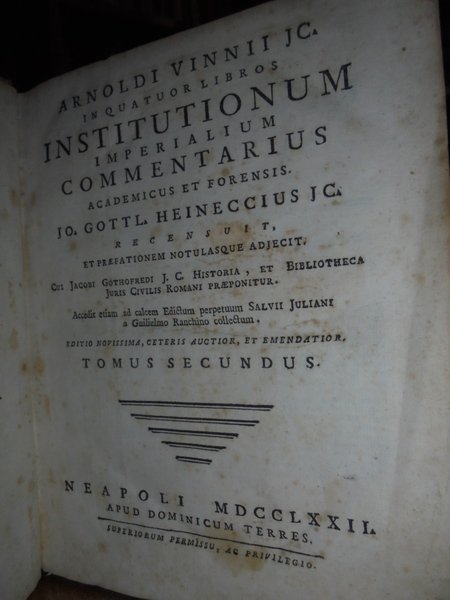 ARNOLDI VINNII JC.
IN QUATUOR LIBROS
INSTITUTIONUM
IMPERIALIUM
COMMENTARIUS
ACADEMICUS ET FORENSIS.
JO. GOTTL. HEINECCIUS JC.
RECENSUIT,
ET PRÆFATIONEM NOTULASQUE ADJECIT.
CUI JACOBI GOTHOFREDI J. C. HISTORIA, ET BIBLIOTHECA
JURIS CIVILIS ROMANI PRÆPONITUR.
Accedit etiam ad calcem Edictum perpetuum SALVII JULIANI
a Guilielmo Ranchino collectum.
EDITIO NOVISSIMA, CETERIS AUCTIOR, ET EMENDATIOR.
TOMUS SECUNDUS.
NEAPOLI MDCCLXXII.
APUD DOMINICUM TERRES.
SUPERIORUM PERMISSU, AC PRIVILEGIO.